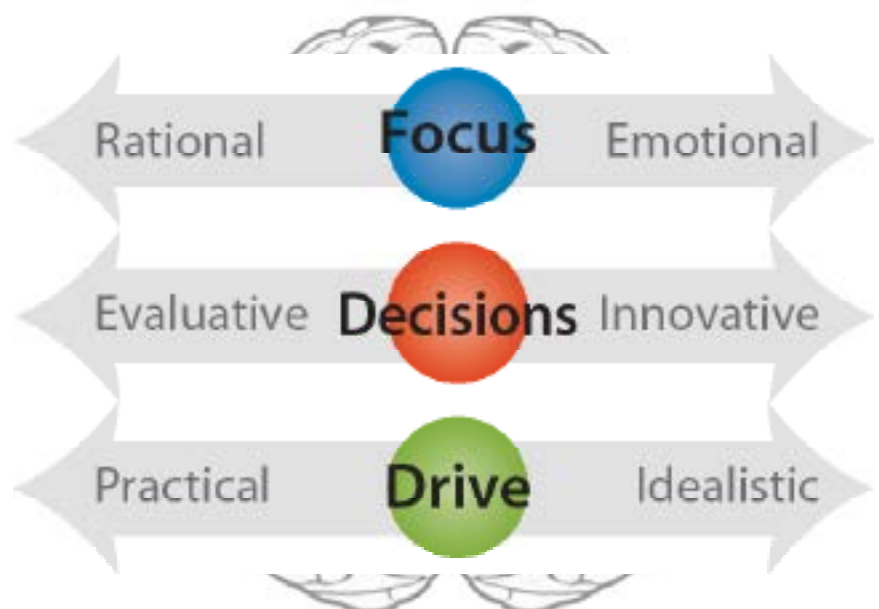 Rational Focus Emotional
Evaluative Decisions Innovative
Practical Drive Idealistic